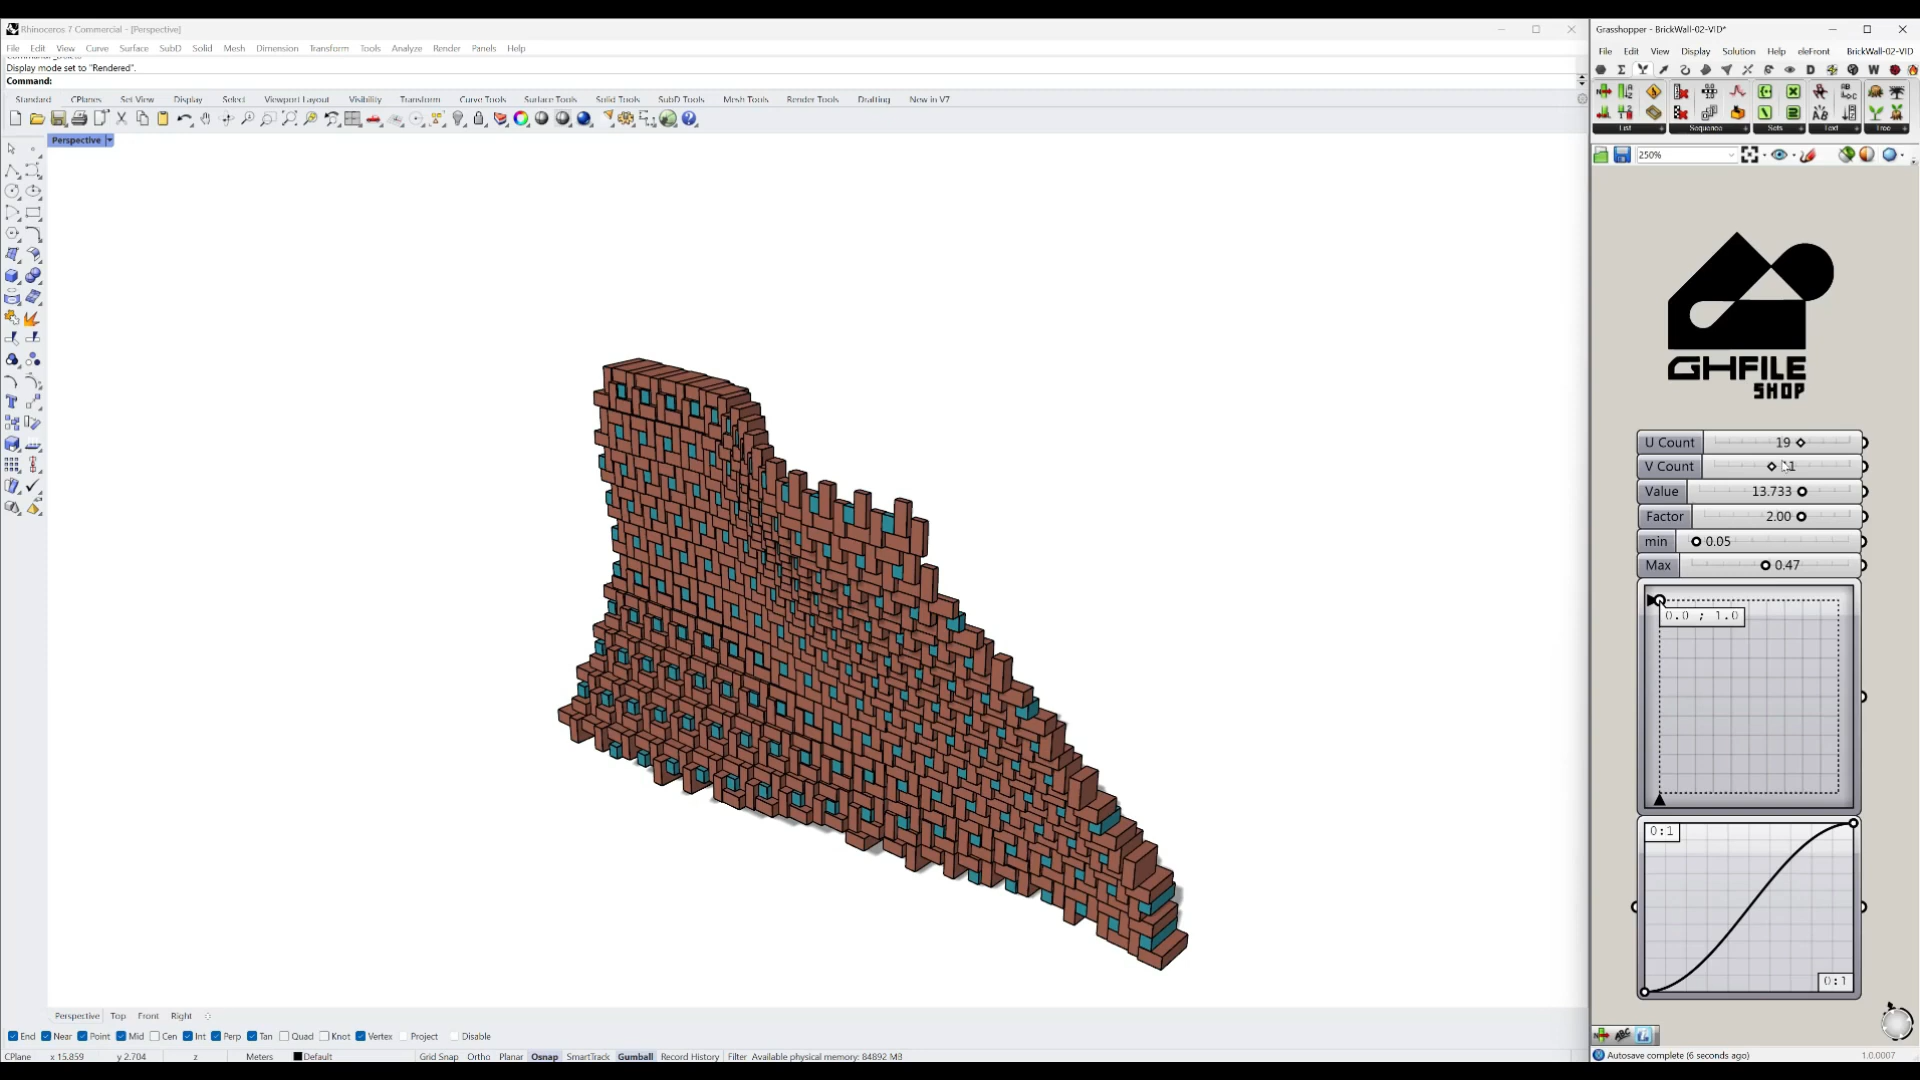 Rhinoceros 7 Commercial - [Perspective]
File Edit View Curve Surface SubD Solid Mesh Dimension Transform Tools Analyze Render Panels Help
Display mode set to "Rendered".
Command:
Standard CPlanes Set View Display Select Viewport Layout Visibility Transform Curve Tools Surface Tools Solid Tools SubD Tools Mesh Tools Render Tools Drafting New in V7
Perspective
Perspective Top Front Right
End Near Point Mid Cen Int Perp Tan Quad Knot Vertex Project Disable
CPlane x 15.859 y 2.704 z Meters Default Grid Snap Ortho Planar Osnap SmartTrack Gumball Record History Filter Available physical memory: 84892 MB
Grasshopper - BrickWall-02-VID*
File Edit View Display Solution Help eleFront BrickWall-02-VID
List Sequence Sets Text Tree
250%
GHFILE
SHOP
U Count 19
V Count
Value 13.733
Factor 2.00
min 0.05
Max 0.47
0.0 ; 1.0
0:1
0:1
Autosave complete (6 seconds ago) 1.0.0007